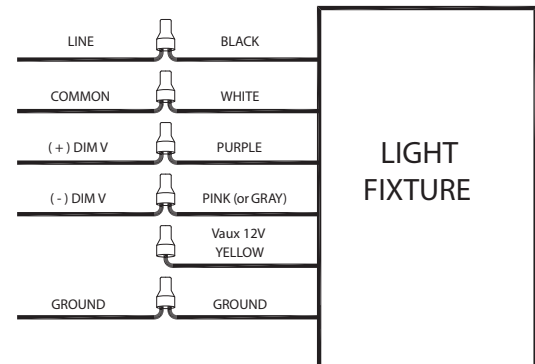 LINE BLACK
COMMON WHITE
( + ) DIM V PURPLE
( - ) DIM V PINK (or GRAY)
Vaux 12V
YELLOW
GROUND GROUND
LIGHT
FIXTURE